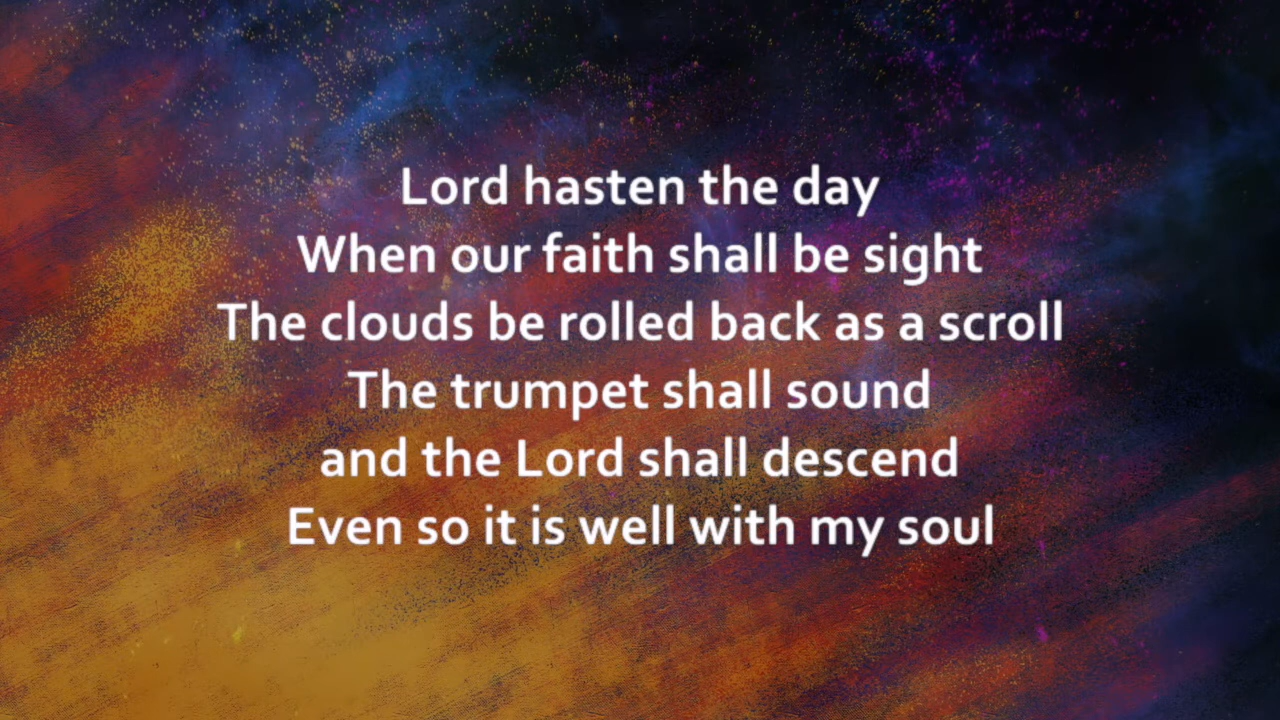 Lord hasten the day
When our faith shall be sight
The clouds be rolled back as a scroll
The trumpet shall sound
and the Lord shall descend
Even so it is well with my soul